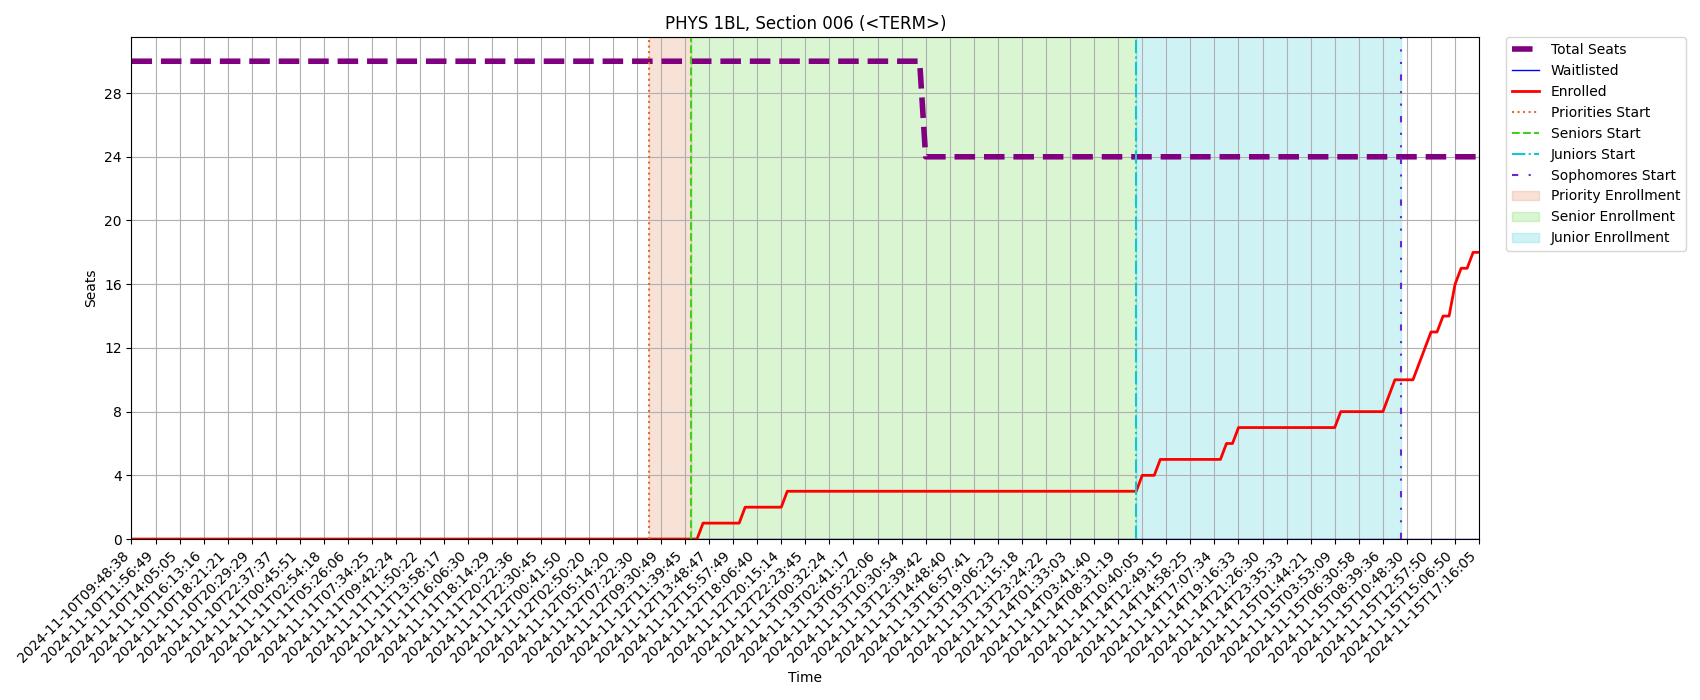 PHYS 1BL, Section 006 (<TERM>)
Total Seats
Waitlisted
Enrolled
Priorities Start
Seniors Start
Juniors Start
Sophomores Start
Priority Enrollment
Senior Enrollment
Junior Enrollment
Seats
28
24
20
16
12
8
4
0
2024-11-10T09:48:38
2024-11-10T11:56:49
2024-11-10T14:05:05
2024-11-10T16:13:16
2024-11-10T18:21:21
2024-11-10T20:29:29
2024-11-10T22:37:37
2024-11-11T00:45:51
2024-11-11T02:54:18
2024-11-11T05:26:06
2024-11-11T07:34:25
2024-11-11T09:42:24
2024-11-11T11:50:22
2024-11-11T13:58:17
2024-11-11T16:06:30
2024-11-11T18:14:29
2024-11-11T20:22:36
2024-11-11T22:30:45
2024-11-12T00:41:50
2024-11-12T02:50:20
2024-11-12T05:14:20
2024-11-12T07:22:30
2024-11-12T09:30:49
2024-11-12T11:39:45
2024-11-12T13:48:47
2024-11-12T15:57:49
2024-11-12T18:06:40
2024-11-12T20:15:14
2024-11-12T22:23:45
2024-11-13T00:32:24
2024-11-13T02:41:17
2024-11-13T05:22:06
2024-11-13T10:30:54
2024-11-13T12:39:42
2024-11-13T14:48:40
2024-11-13T16:57:41
2024-11-13T19:06:23
2024-11-13T21:15:18
2024-11-13T23:24:22
2024-11-14T01:33:03
2024-11-14T03:41:40
2024-11-14T08:31:19
2024-11-14T10:40:05
2024-11-14T12:49:15
2024-11-14T14:58:25
2024-11-14T17:07:34
2024-11-14T19:16:33
2024-11-14T21:26:30
2024-11-14T23:35:33
2024-11-15T01:44:21
2024-11-15T03:53:09
2024-11-15T06:30:58
2024-11-15T08:39:36
2024-11-15T10:48:30
2024-11-15T12:57:50
2024-11-15T15:06:50
2024-11-15T17:16:05
Time